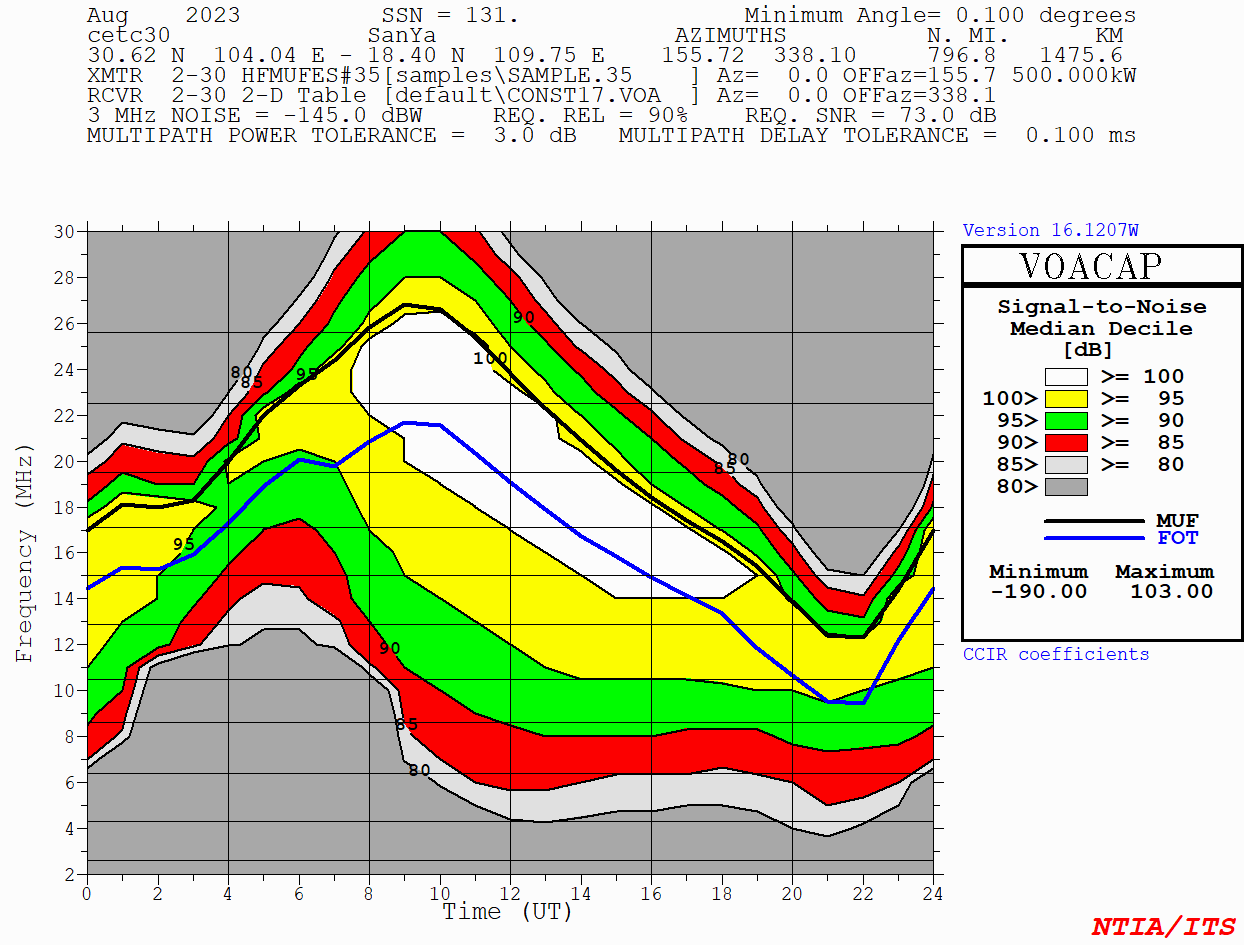 Aug 2023 SSN = 131. Minimum Angle= 0.100 degrees
cetc30 SanYa AZIMUTHS N. MI. KM
30.62 N 104.04 E - 18.40 N 109.75 E 155.72 338.10 796.8 1475.6
XMTR 2-30 HFMUFES#35[samples\SAMPLE.35 ] Az= 0.0 OFFaz=155.7 500.000kW
RCVR 2-30 2-D Table [default\CONST17.VOA ] Az= 0.0 OFFaz=338.1
3 MHz NOISE = -145.0 dBW REQ. REL = 90% REQ. SNR = 73.0 dB
MULTIPATH POWER TOLERANCE = 3.0 dB MULTIPATH DELAY TOLERANCE = 0.100 ms
30
28
26
24
22
20
18
16
14
12
10
8
6
4
2
Frequency (MHz)
0 2 4 6 8 10 12 14 16 18 20 22 24
Time (UT)
90
100
80
85
95
80
85
95
90
85
80
Version 16.1207W
VOACAP
Signal-to-Noise
Median Decile
[dB]
>= 100
100> >= 95
95> >= 90
90> >= 85
85> >= 80
80>
MUF
FOT
Minimum Maximum
-190.00 103.00
CCIR coefficients
NTIA/ITS